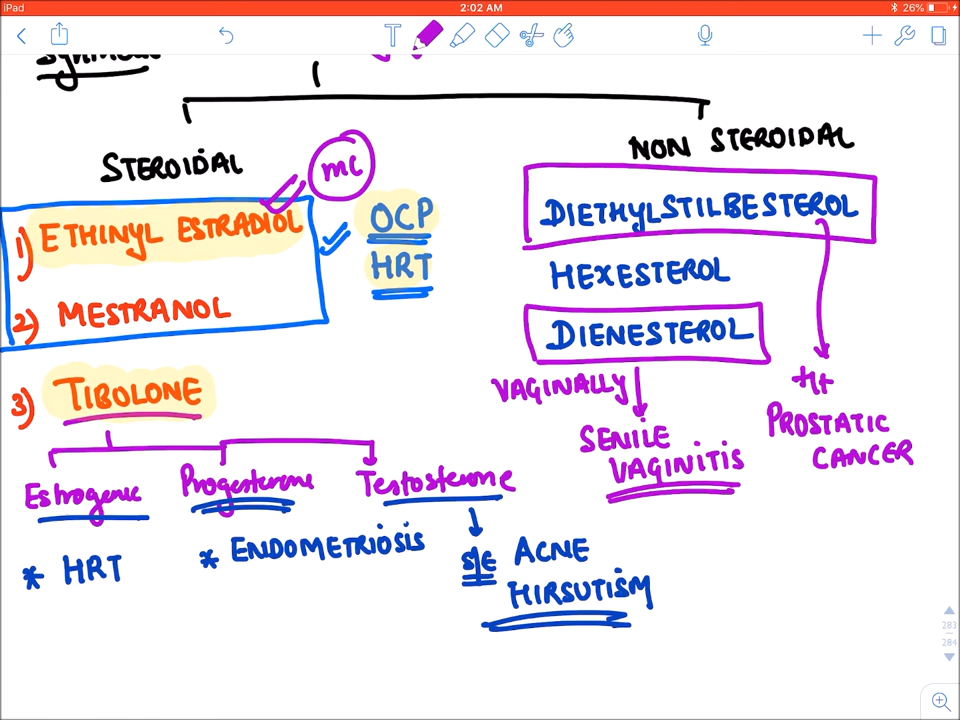 iPad
2:02 AM
26%
T
STEROIDAL
mc
1) ETHINYL ESTRADIOL
OCP
HRT
2) MESTRANOL
3) TIBOLONE
Estrogenic
Progesterone
Testosterone
* HRT
* ENDOMETRIOSIS
S/E ACNE
HIRSUTISM
NON STEROIDAL
DIETHYLSTILBESTEROL
HEXESTEROL
DIENESTEROL
VAGINALLY
SENILE
VAGINITIS
PROSTATIC
CANCER
283
284